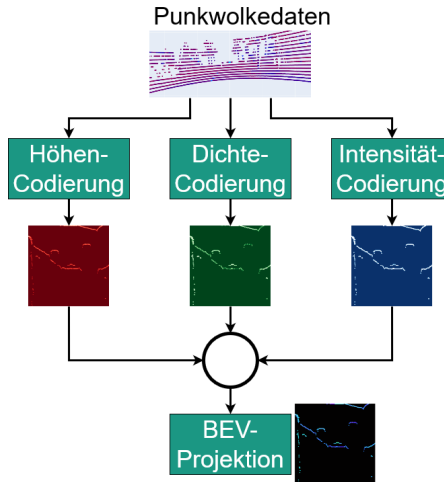 Punkwolkedaten
Höhen-
Codierung
Dichte-
Codierung
Intensität-
Codierung
BEV-
Projektion